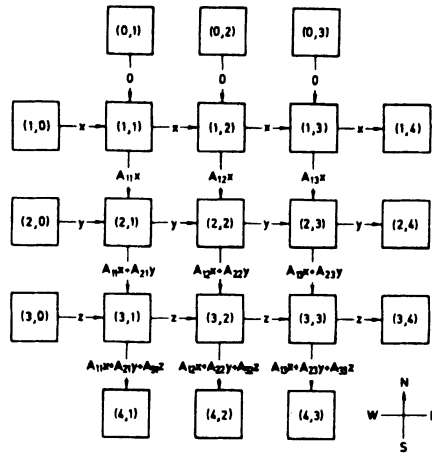 (0,1) (0,2) (0,3)
0 0 0
(1,0) x (1,1) x (1,2) x (1,3) x (1,4)
A₁₁x A₁₂x A₁₃x
(2,0) y (2,1) y (2,2) y (2,3) y (2,4)
A₁₁x+A₂₁y A₁₂x+A₂₂y A₁₃x+A₂₃y
(3,0) z (3,1) z (3,2) z (3,3) z (3,4)
A₁₁x+A₂₁y+A₃₁z A₁₂x+A₂₂y+A₃₂z A₁₃x+A₂₃y+A₃₃z
(4,1) (4,2) (4,3)
N
W
S